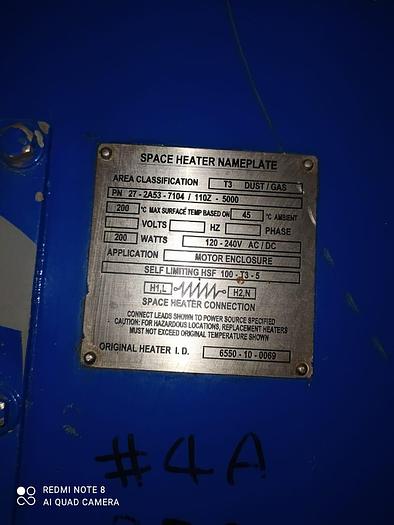 SPACE HEATER NAMEPLATE
AREA CLASSIFICATION T3 DUST / GAS
PN 27 - 2A53 - 7104 / 110Z - 5000
200 °C MAX SURFACE TEMP BASED ON 45 °C AMBIENT
VOLTS HZ PHASE
200 WATTS 120 - 240V AC / DC
APPLICATION MOTOR ENCLOSURE
SELF LIMITING HSF 100 - T3 - 5
H1,L H2,N
SPACE HEATER CONNECTION
CONNECT LEADS SHOWN TO POWER SOURCE SPECIFIED
CAUTION: FOR HAZARDOUS LOCATIONS, REPLACEMENT HEATERS
MUST NOT EXCEED ORIGINAL TEMPERATURE SHOWN
ORIGINAL HEATER I. D. 6550 - 10 - 0069
#4A
REDMI NOTE 8
AI QUAD CAMERA